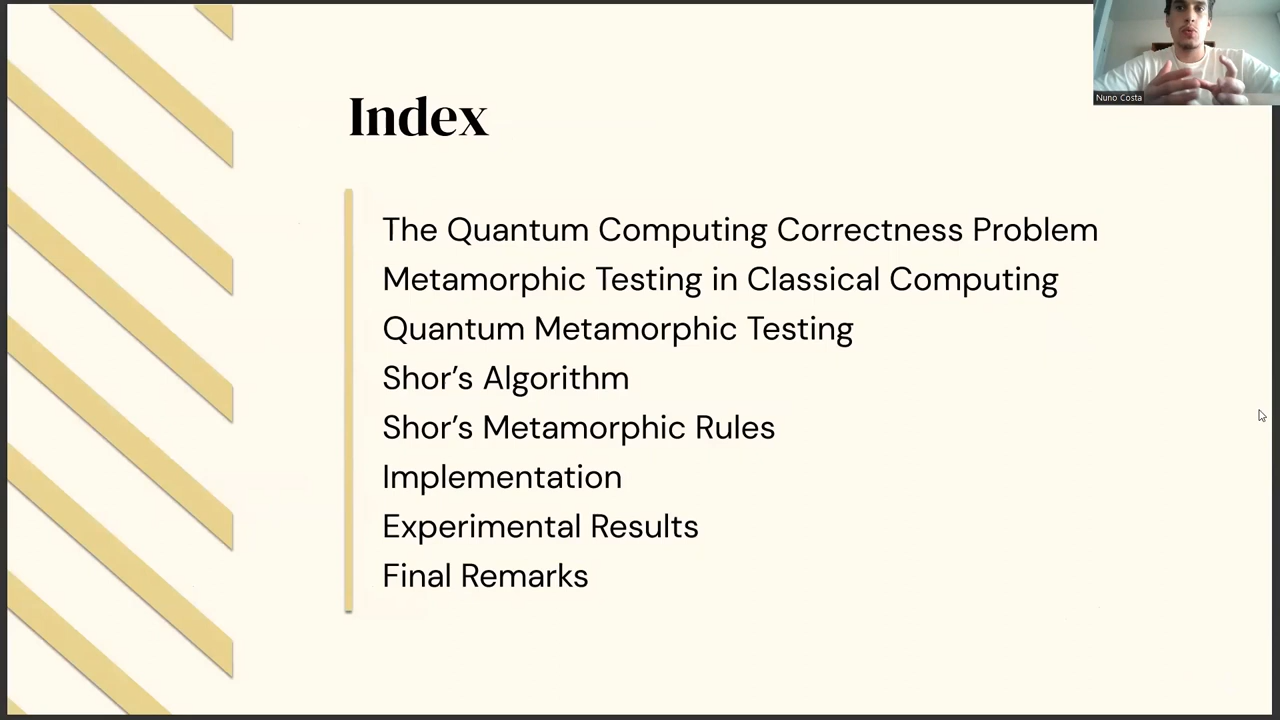 Index
Nuno Costa
The Quantum Computing Correctness Problem
Metamorphic Testing in Classical Computing
Quantum Metamorphic Testing
Shor’s Algorithm
Shor’s Metamorphic Rules
Implementation
Experimental Results
Final Remarks